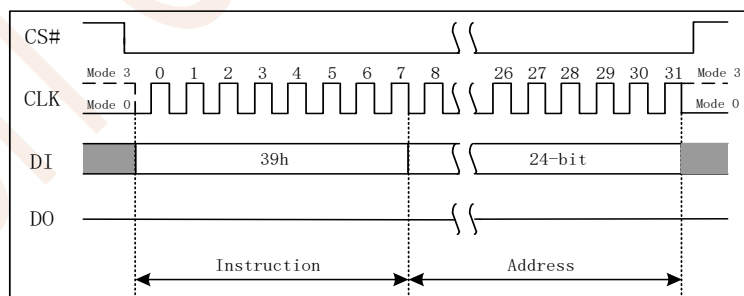 CS#
Mode 3 0 1 2 3 4 5 6 7 8 26 27 28 29 30 31 Mode 3
CLK
Mode 0 Mode 0
DI 39h 24-bit
DO
Instruction Address